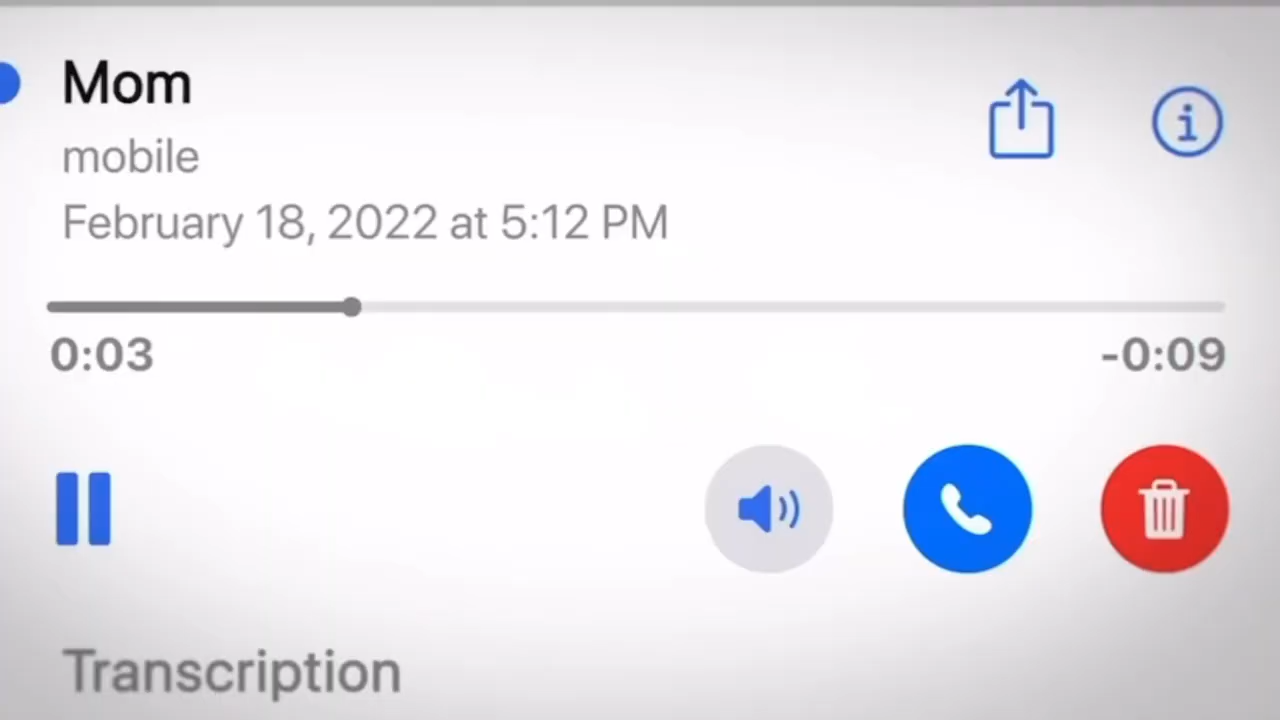 Mom
mobile
February 18, 2022 at 5:12 PM
0:03
-0:09
Transcription